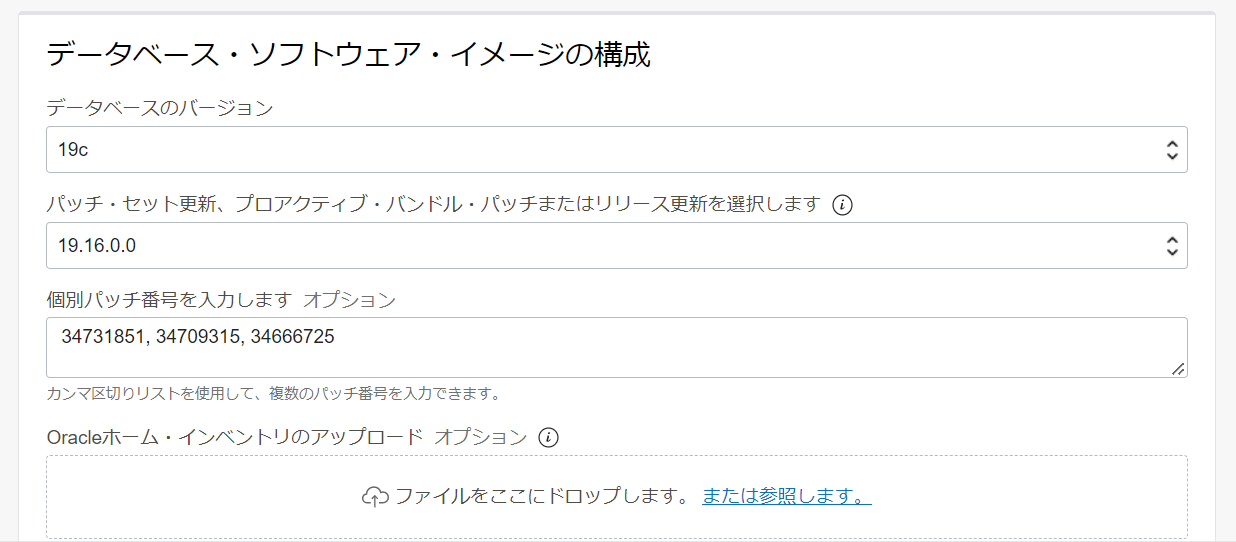 データベース・ソフトウェア・イメージの構成
データベースのバージョン
19c
パッチ・セット更新、プロアクティブ・バンドル・パッチまたはリリース更新を選択します
19.16.0.0
個別パッチ番号を入力します オプション
34731851, 34709315, 34666725
カンマ区切りリストを使用して、複数のパッチ番号を入力できます。
Oracleホーム・インベントリのアップロード オプション
ファイルをここにドロップします。 または参照します。